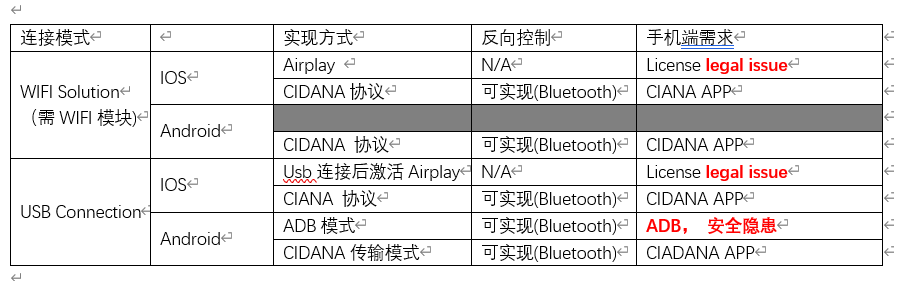 连接模式 实现方式 反向控制 手机端需求
WIFI Solution
（需 WIFI 模块)
IOS
Airplay N/A License legal issue
CIDANA 协议 可实现(Bluetooth) CIANA APP
Android
CIDANA 协议 可实现(Bluetooth) CIDANA APP
USB Connection
IOS
Usb 连接后激活 Airplay N/A License legal issue
CIANA 协议 可实现(Bluetooth) CIDANA APP
Android
ADB 模式 可实现(Bluetooth) ADB， 安全隐患
CIDANA 传输模式 可实现(Bluetooth) CIADANA APP